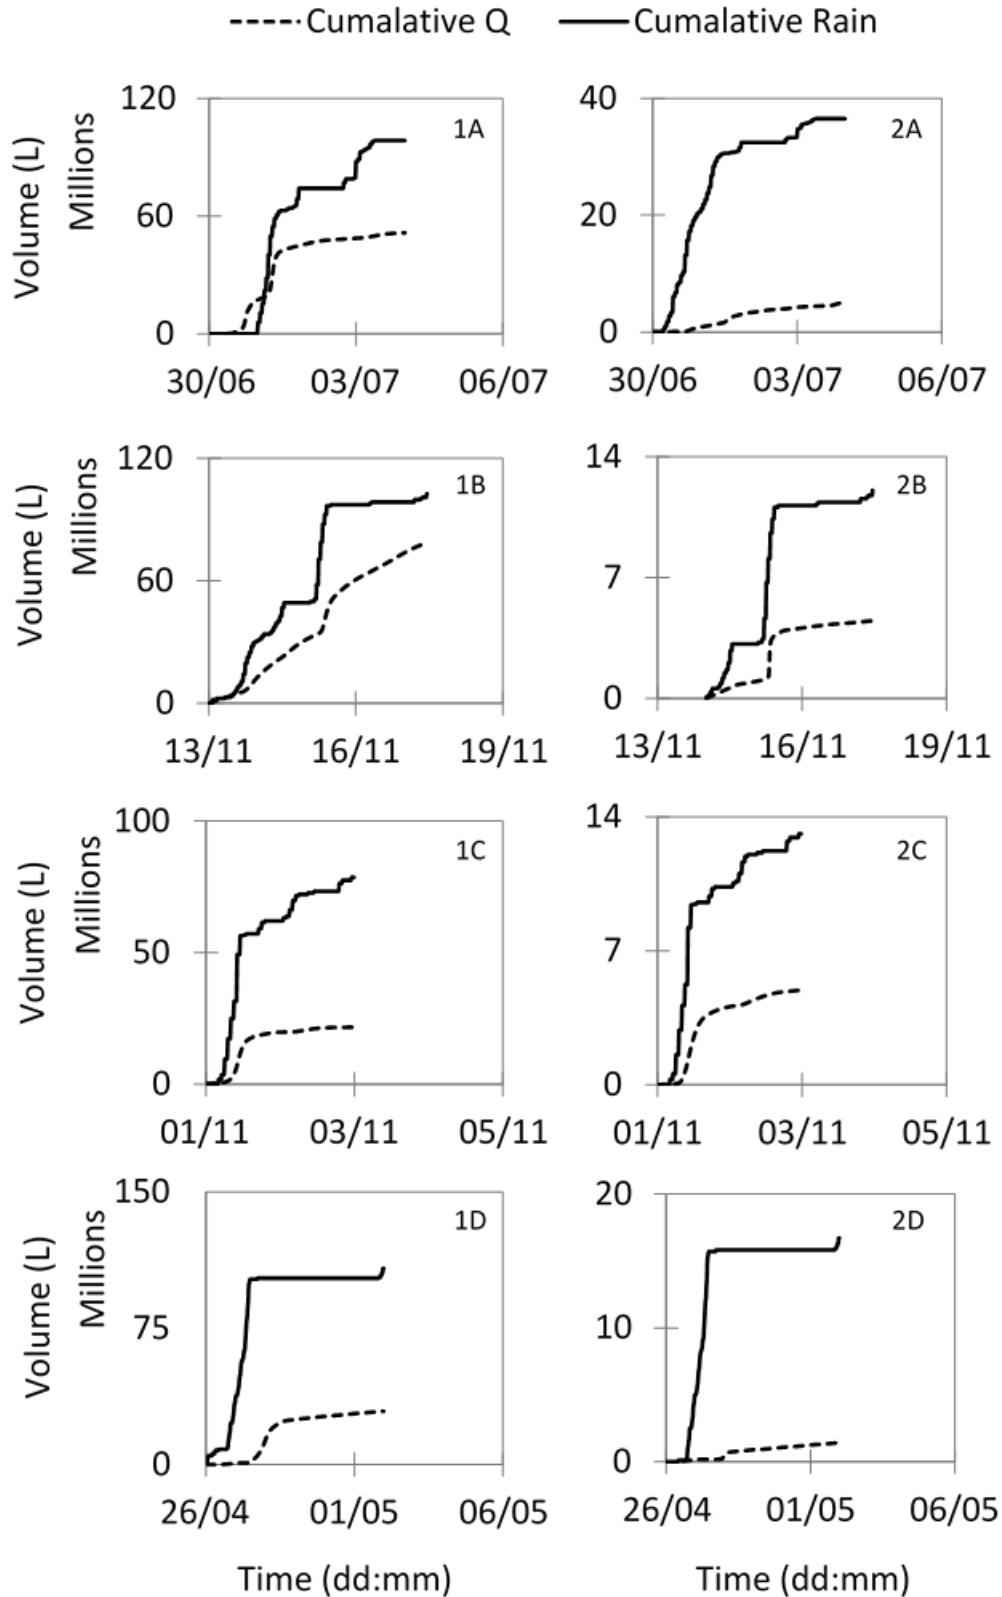 Cumalative Q Cumalative Rain
Volume (L)
Millions
120
60
0
30/06 03/07 06/07
1A
40
20
0
30/06 03/07 06/07
2A
Volume (L)
Millions
120
60
0
13/11 16/11 19/11
1B
14
7
0
13/11 16/11 19/11
2B
Volume (L)
Millions
100
50
0
01/11 03/11 05/11
1C
14
7
0
01/11 03/11 05/11
2C
Volume (L)
Millions
150
75
0
26/04 01/05 06/05
1D
Time (dd:mm)
20
10
0
26/04 01/05 06/05
2D
Time (dd:mm)